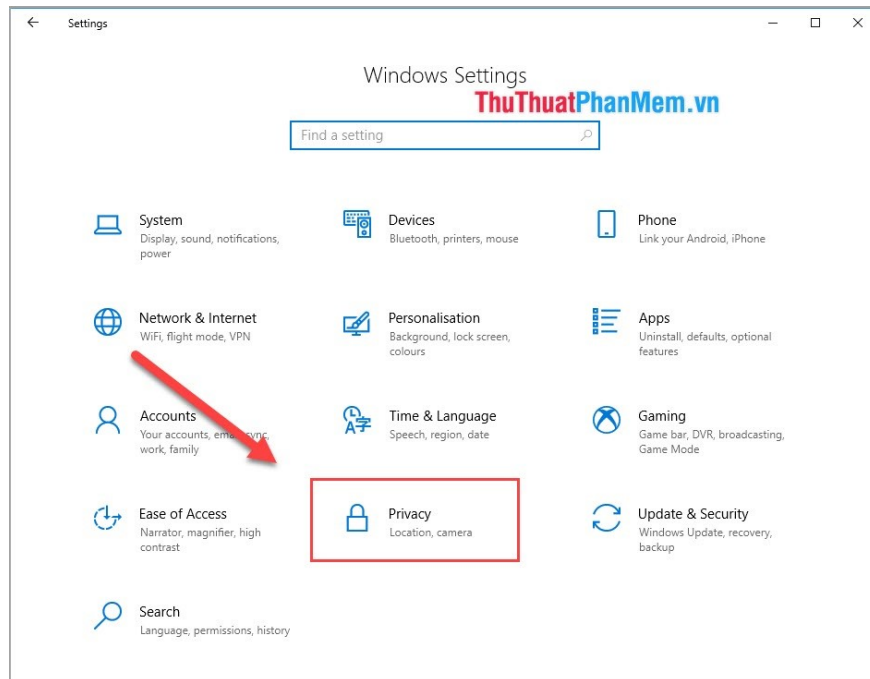 Settings
Windows Settings
ThuThuatPhanMem.vn
Find a setting
System
Display, sound, notifications,
power
Devices
Bluetooth, printers, mouse
Phone
Link your Android, iPhone
Network & Internet
WiFi, flight mode, VPN
Personalisation
Background, lock screen,
colours
Apps
Uninstall, defaults, optional
features
Accounts
Your accounts, email, sync,
work, family
Time & Language
Speech, region, date
Gaming
Game bar, DVR, broadcasting,
Game Mode
Ease of Access
Narrator, magnifier, high
contrast
Privacy
Location, camera
Update & Security
Windows Update, recovery,
backup
Search
Language, permissions, history